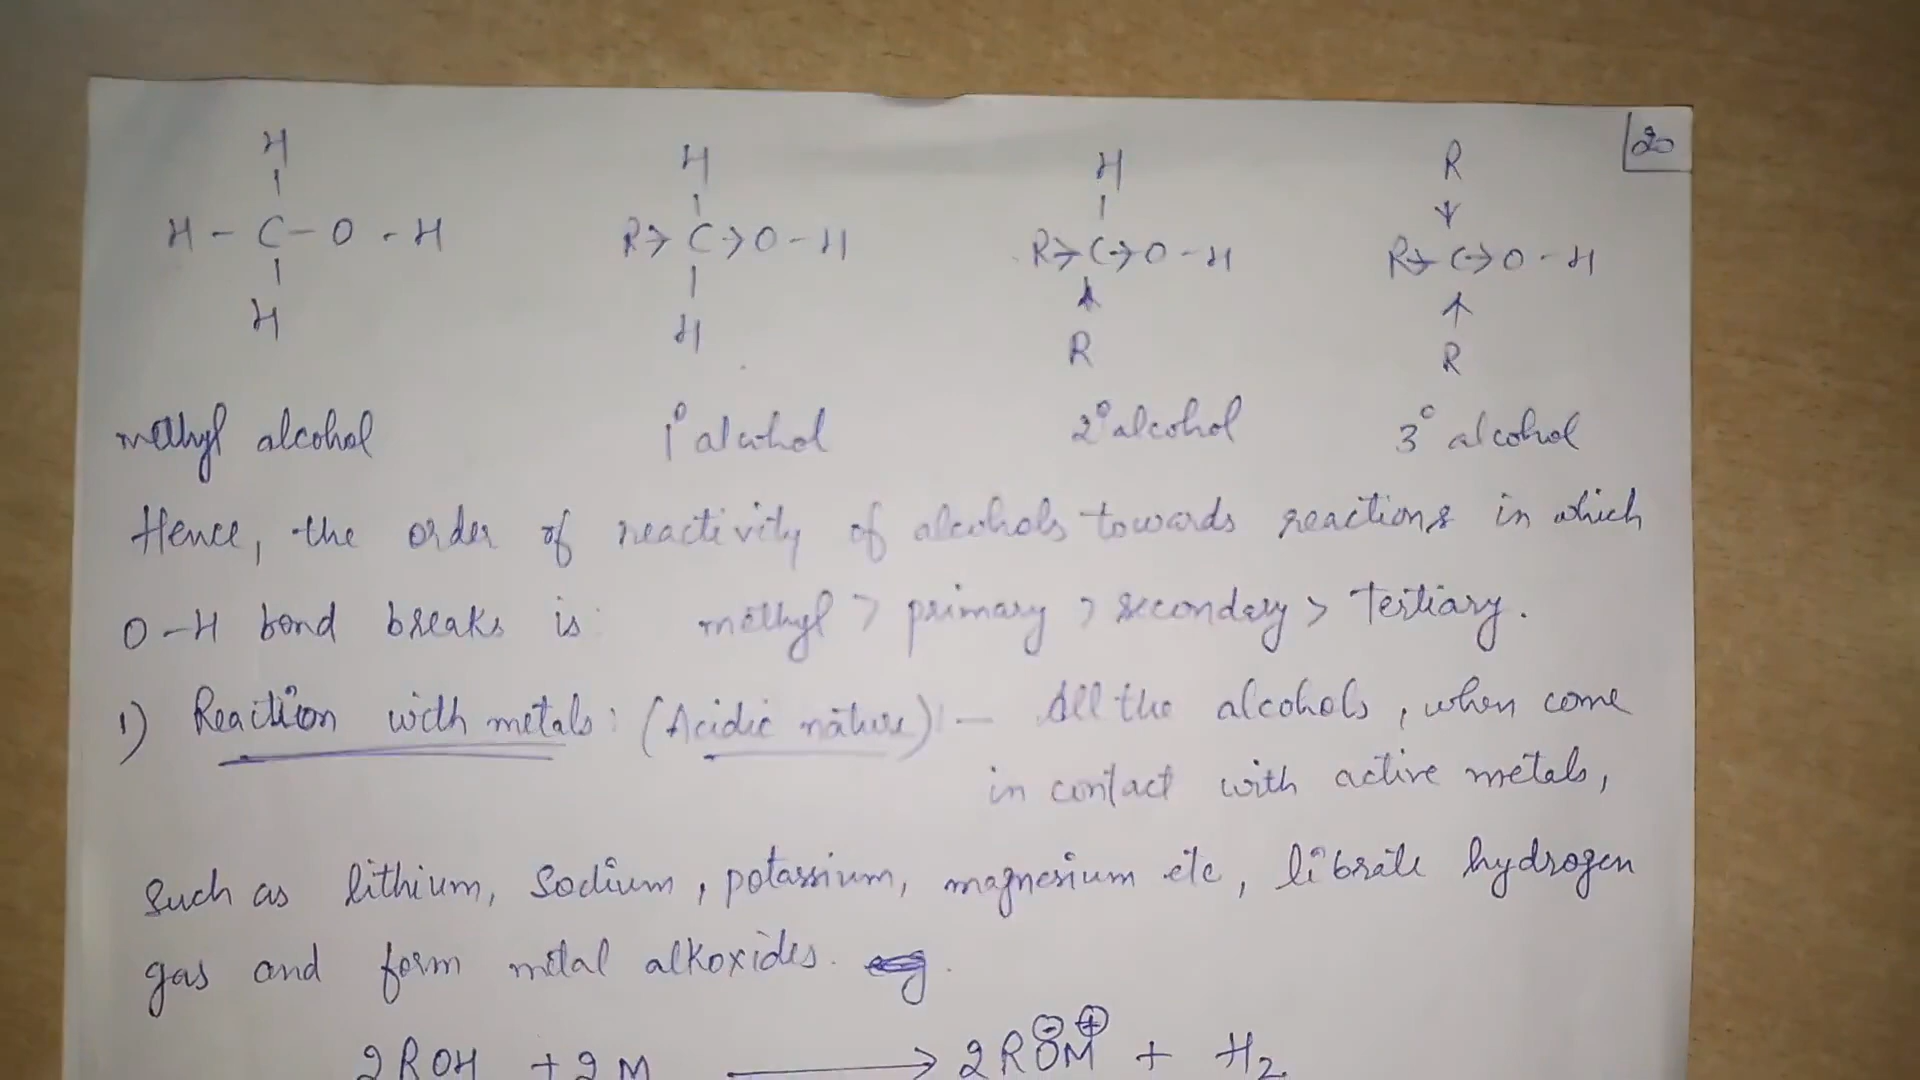 20
H H H R
H - C - O - H R→ C → O - H R→ C → O - H R→ C → O - H
H H R R
methyl alcohol 1° alcohol 2° alcohol 3° alcohol
Hence, the order of reactivity of alcohols towards reactions in which
O-H bond breaks is methyl > primary > secondary > Tertiary.
1) Reaction with metals: (Acidic nature) :- All the alcohols, when come
in contact with active metals,
Such as lithium, Sodium, potassium, magnesium etc, librate hydrogen
gas and form metal alkoxides.
2ROH + 2M ⟶ 2RO⊖M⊕ + H2